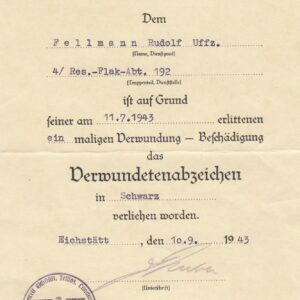 Dem
Fellmann Rudolf Uffz.
(Name, Dienstgrad)
4/ Res.-Flak-Abt. 192
(Truppenteil, Dienststelle)
ist auf Grund
seiner am 11.7.1943 erlittenen
ein maligen Verwundung – Beschädigung
das
Verwundetenabzeichen
in Schwarz
verliehen worden.
Eichstätt, den 10.9. 1943
(Unterschrift)